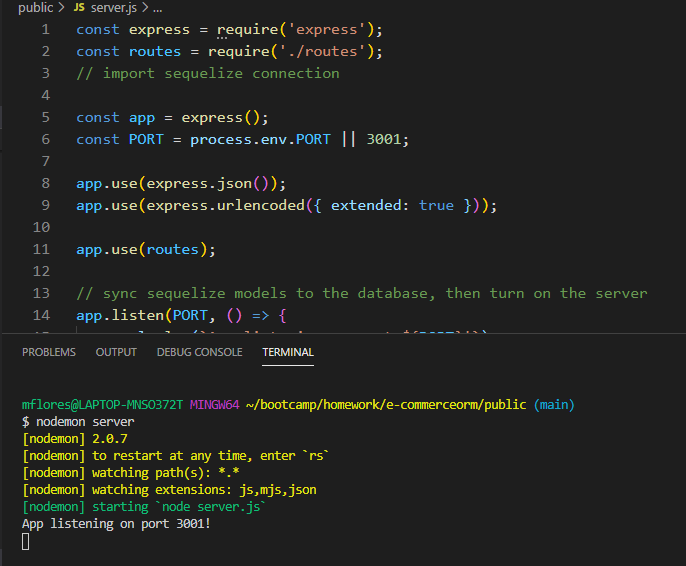 public > JS server.js > ...
1 const express = require('express');
2 const routes = require('./routes');
3 // import sequelize connection
4
5 const app = express();
6 const PORT = process.env.PORT || 3001;
7
8 app.use(express.json());
9 app.use(express.urlencoded({ extended: true }));
10
11 app.use(routes);
12
13 // sync sequelize models to the database, then turn on the server
14 app.listen(PORT, () => {
PROBLEMS OUTPUT DEBUG CONSOLE TERMINAL
mflores@LAPTOP-MNSO372T MINGW64 ~/bootcamp/homework/e-commerceorm/public (main)
$ nodemon server
[nodemon] 2.0.7
[nodemon] to restart at any time, enter `rs`
[nodemon] watching path(s): *.*
[nodemon] watching extensions: js,mjs,json
[nodemon] starting `node server.js`
App listening on port 3001!